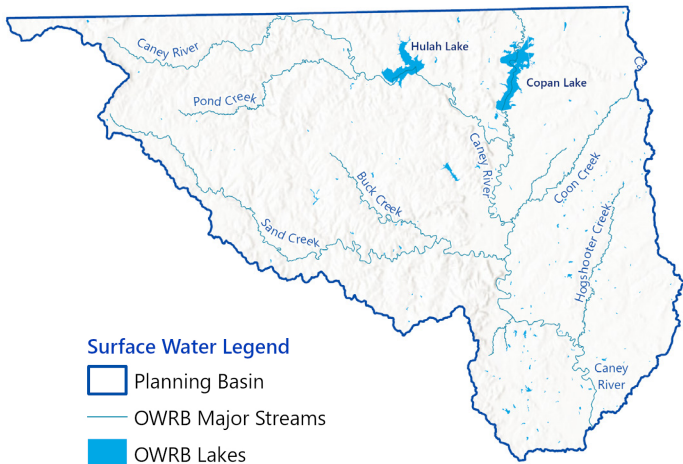 Caney River
Hulah Lake
Copan Lake
Ca
Pond Creek
Caney River
Coon Creek
Buck Creek
Hogshooter Creek
Sand Creek
Caney
River
Surface Water Legend
Planning Basin
OWRB Major Streams
OWRB Lakes